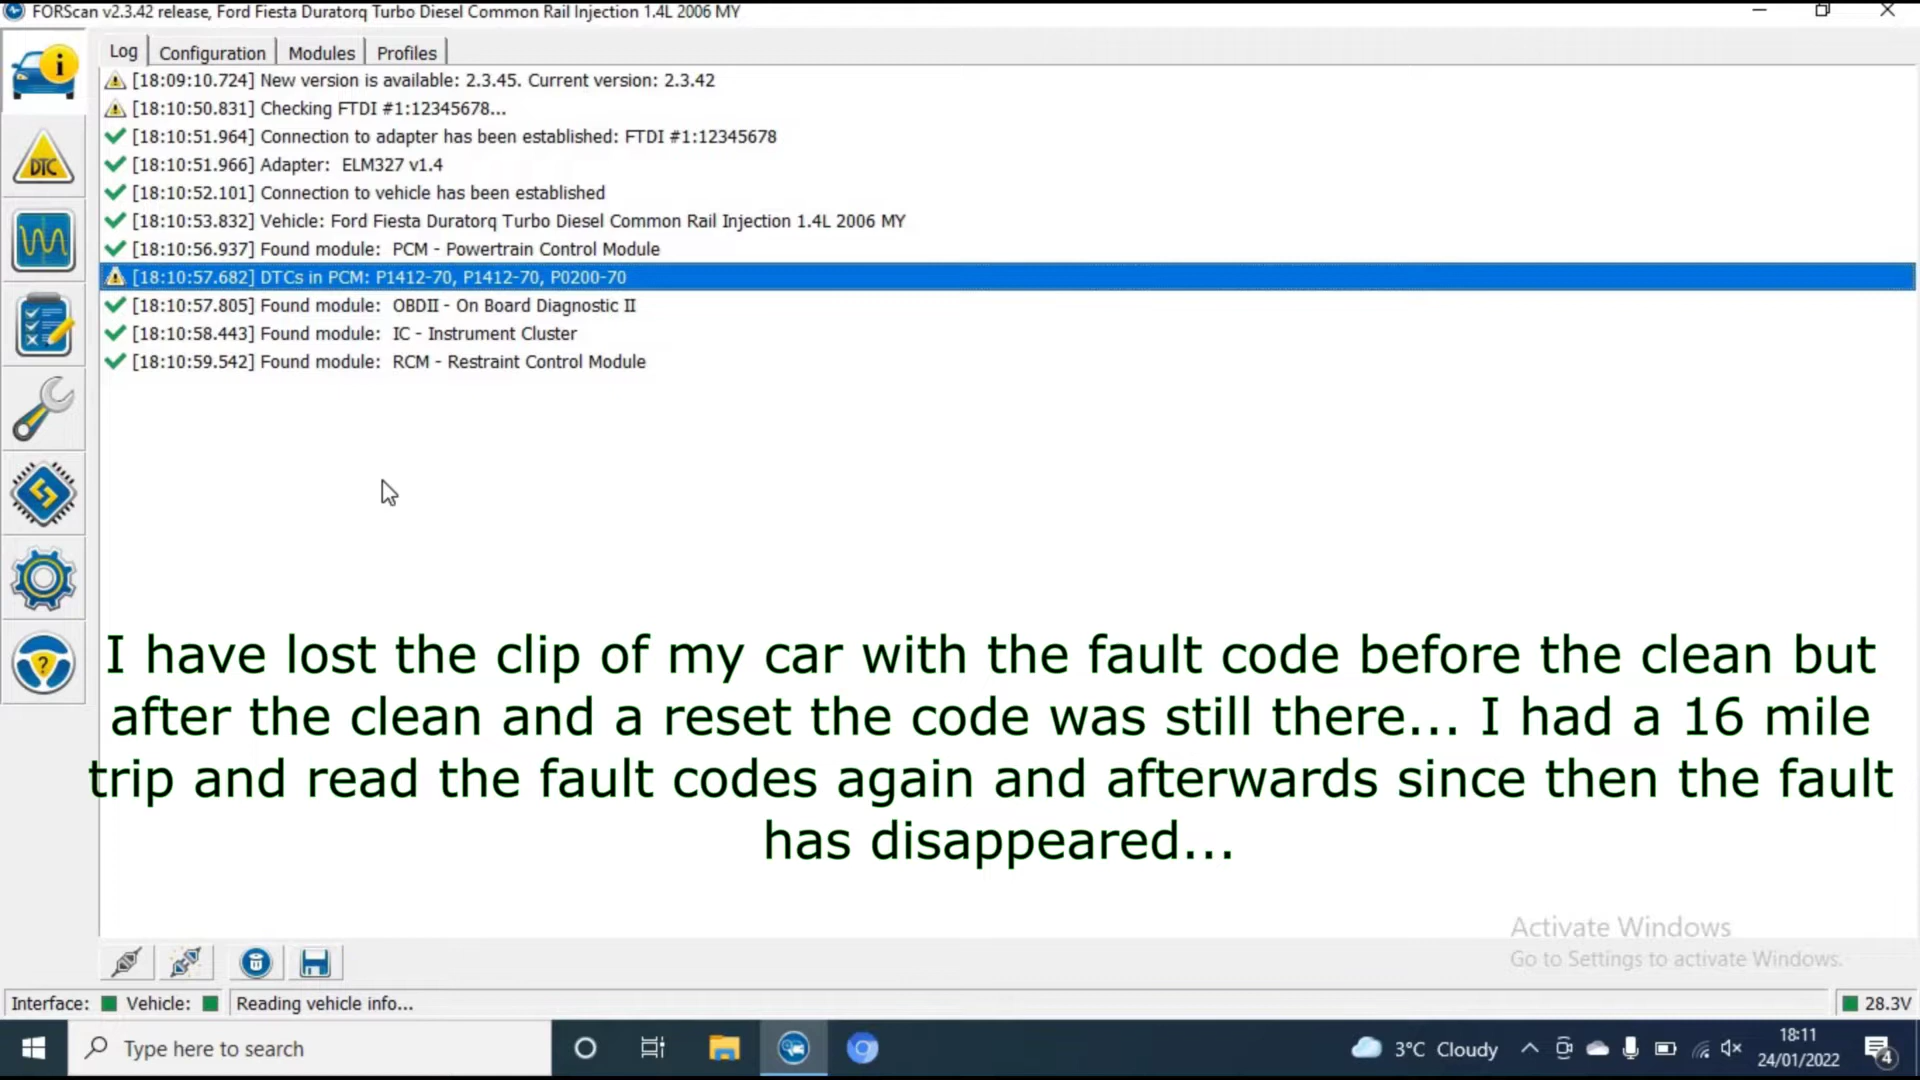 FORScan v2.3.42 release, Ford Fiesta Duratorq Turbo Diesel Common Rail Injection 1.4L 2006 MY
Log Configuration Modules Profiles
[18:09:10.724] New version is available: 2.3.45. Current version: 2.3.42
[18:10:50.831] Checking FTDI #1:12345678...
[18:10:51.964] Connection to adapter has been established: FTDI #1:12345678
[18:10:51.966] Adapter: ELM327 v1.4
[18:10:52.101] Connection to vehicle has been established
[18:10:53.832] Vehicle: Ford Fiesta Duratorq Turbo Diesel Common Rail Injection 1.4L 2006 MY
[18:10:56.937] Found module: PCM - Powertrain Control Module
[18:10:57.682] DTCs in PCM: P1412-70, P1412-70, P0200-70
[18:10:57.805] Found module: OBDII - On Board Diagnostic II
[18:10:58.443] Found module: IC - Instrument Cluster
[18:10:59.542] Found module: RCM - Restraint Control Module
DTC
I have lost the clip of my car with the fault code before the clean but
after the clean and a reset the code was still there... I had a 16 mile
trip and read the fault codes again and afterwards since then the fault
has disappeared...
Activate Windows
Go to Settings to activate Windows.
Interface: Vehicle: Reading vehicle info... 28.3V
Type here to search
3°C Cloudy
18:11
24/01/2022
4